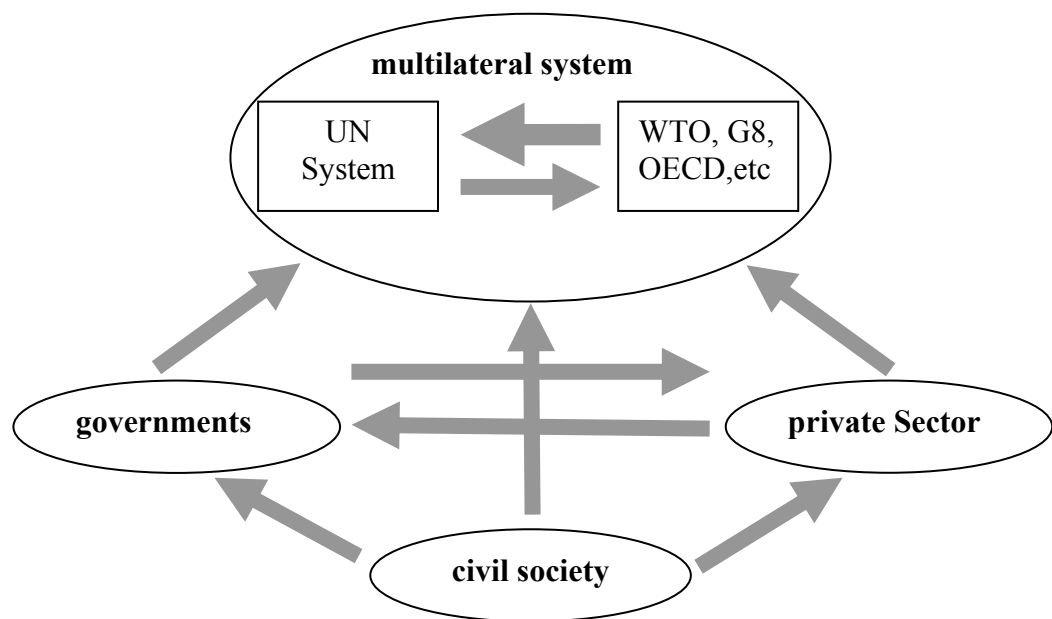 multilateral system
UN
System
WTO, G8,
OECD,etc
governments
private Sector
civil society